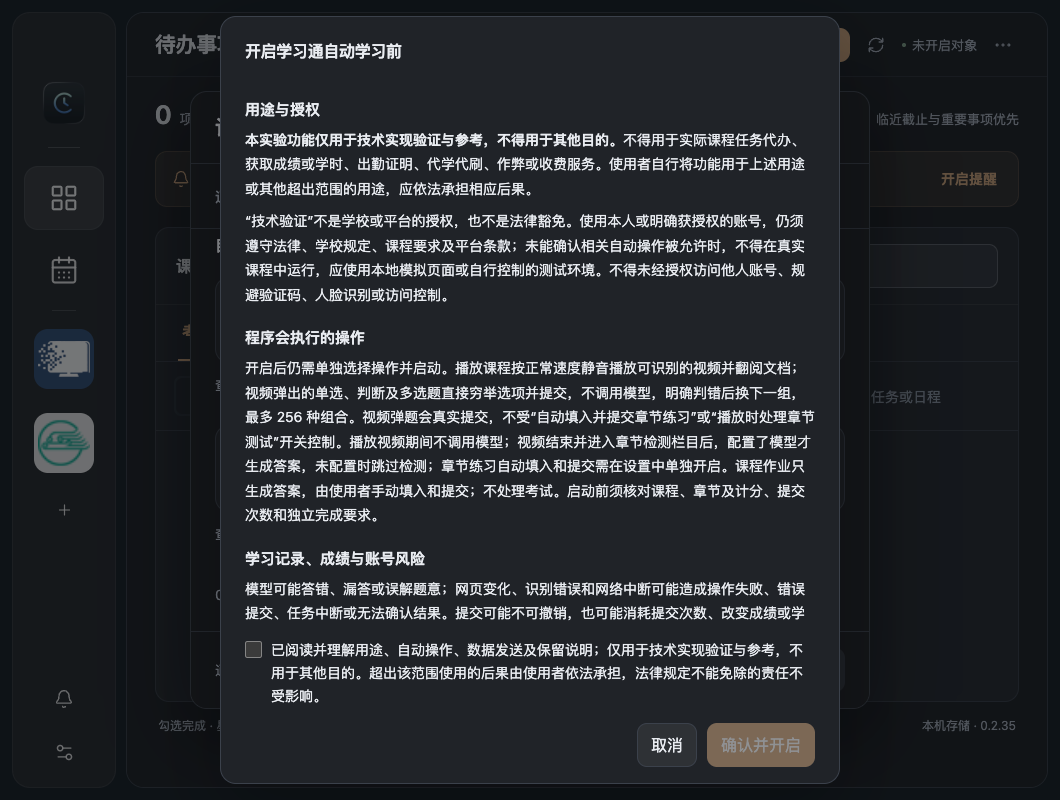 待办事
未开启对象
开启学习通自动学习前
0 项
临近截止与重要事项优先
开启提醒
课
任务或日程
用途与授权
本实验功能仅用于技术实现验证与参考，不得用于其他目的。不得用于实际课程任务代办、
获取成绩或学时、出勤证明、代学代刷、作弊或收费服务。使用者自行将功能用于上述用途
或其他超出范围的用途，应依法承担相应后果。
“技术验证”不是学校或平台的授权，也不是法律豁免。使用本人或明确获授权的账号，仍须
遵守法律、学校规定、课程要求及平台条款；未能确认相关自动操作被允许时，不得在真实
课程中运行，应使用本地模拟页面或自行控制的测试环境。不得未经授权访问他人账号、规
避验证码、人脸识别或访问控制。
程序会执行的操作
开启后仍需单独选择操作并启动。播放课程按正常速度静音播放可识别的视频并翻阅文档；
视频弹出的单选、判断及多选题直接穷举选项并提交，不调用模型，明确判错后换下一组，
最多 256 种组合。视频弹题会真实提交，不受“自动填入并提交章节练习”或“播放时处理章节
测试”开关控制。播放视频期间不调用模型；视频结束并进入章节检测栏目后，配置了模型才
生成答案，未配置时跳过检测；章节练习自动填入和提交需在设置中单独开启。课程作业只
生成答案，由使用者手动填入和提交；不处理考试。启动前须核对课程、章节及计分、提交
次数和独立完成要求。
学习记录、成绩与账号风险
模型可能答错、漏答或误解题意；网页变化、识别错误和网络中断可能造成操作失败、错误
提交、任务中断或无法确认结果。提交可能不可撤销，也可能消耗提交次数、改变成绩或学
已阅读并理解用途、自动操作、数据发送及保留说明；仅用于技术实现验证与参考，不
用于其他目的。超出该范围使用的后果由使用者依法承担，法律规定不能免除的责任不
受影响。
取消
确认并开启
勾选完成 ·
本机存储 · 0.2.35